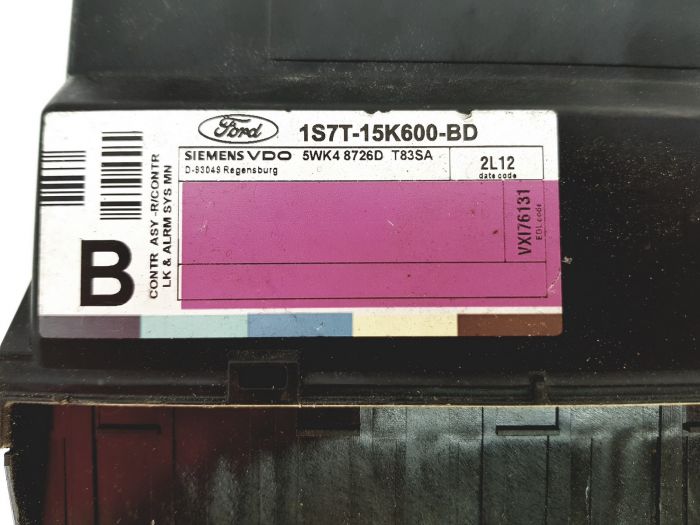 Ford 1S7T-15K600-BD
SIEMENS VDO 5WK4 8726D T83SA
D-93049 Regensburg
2L12
date code
VXI76131
EOL code
CONTR ASY -R/CONTR
LK & ALRM SYS MN
B